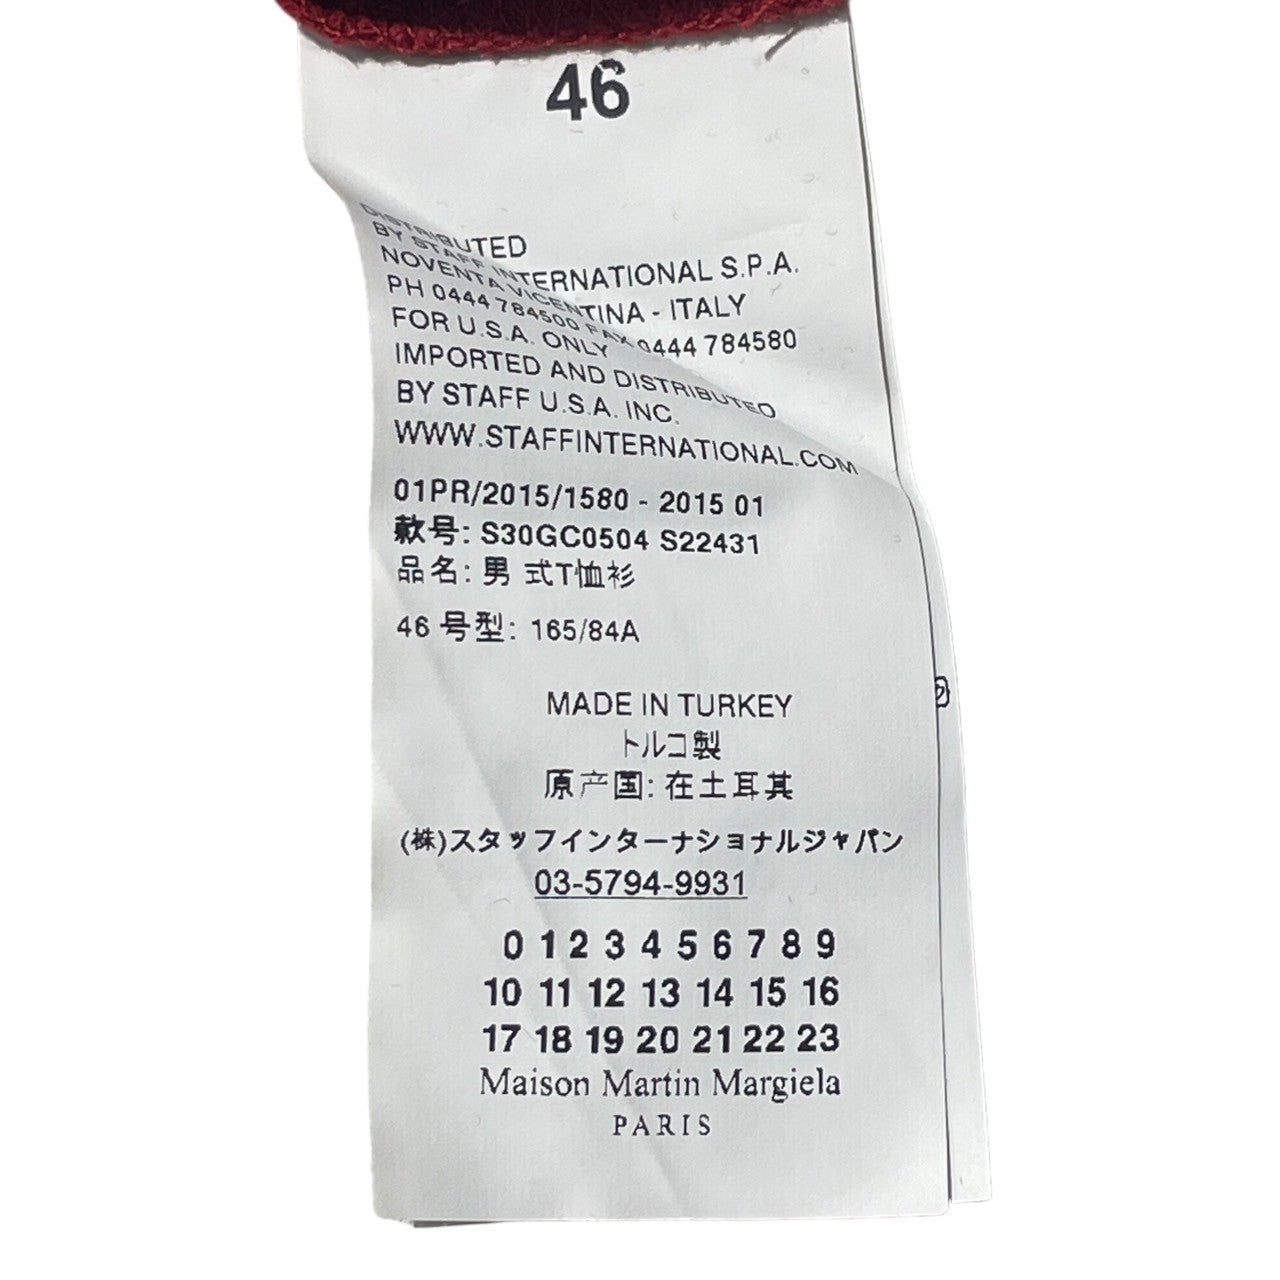 46
DISTRIBUTED
BY STAFF INTERNATIONAL S.P.A.
NOVENTA VICENTINA - ITALY
PH 0444 784500 FAX 0444 784580
FOR U.S.A. ONLY
IMPORTED AND DISTRIBUTED
BY STAFF U.S.A. INC.
WWW.STAFFINTERNATIONAL.COM
01PR/2015/1580 - 2015 01
款号: S30GC0504 S22431
品名: 男 式T恤衫
46 号型: 165/84A
MADE IN TURKEY
トルコ製
原产国: 在土耳其
(株)スタッフインターナショナルジャパン
03-5794-9931
0 1 2 3 4 5 6 7 8 9
10 11 12 13 14 15 16
17 18 19 20 21 22 23
Maison Martin Margiela
PARIS